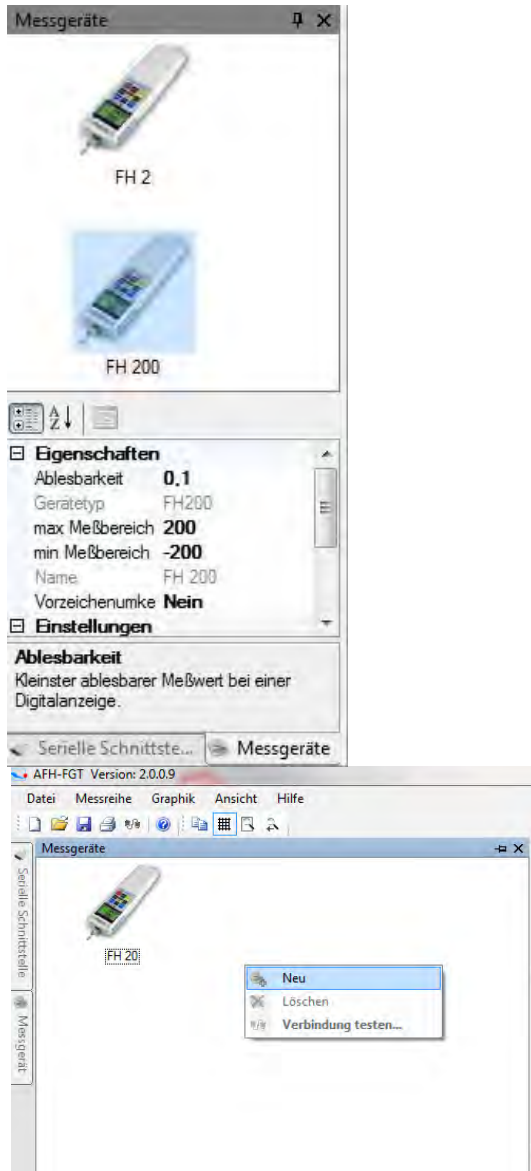 Messgeräte
FH 2
FH 200
Eigenschaften
Ablesbarkeit 0,1
Gerätetyp FH200
max Meßbereich 200
min Meßbereich -200
Name FH 200
Vorzeichenumke Nein
Einstellungen
Ablesbarkeit
Kleinster ablesbarer Meßwert bei einer
Digitalanzeige.
Serielle Schnittste... Messgeräte
AFH-FGT Version: 2.0.0.9
Datei Messreihe Graphik Ansicht Hilfe
Messgeräte
Serielle Schnittstelle
Messgerät
FH 20
Neu
Löschen
Verbindung testen...